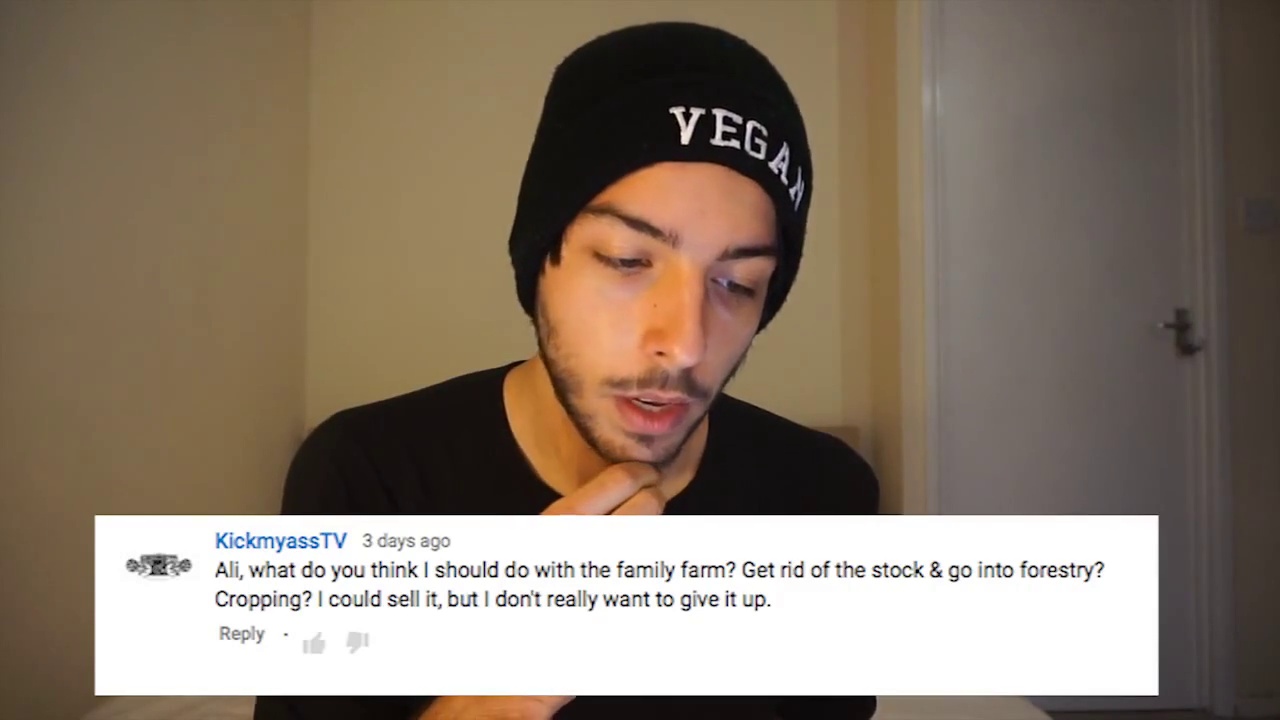 VEGAN
KickmyassTV 3 days ago
Ali, what do you think I should do with the family farm? Get rid of the stock & go into forestry?
Cropping? I could sell it, but I don't really want to give it up.
Reply ·